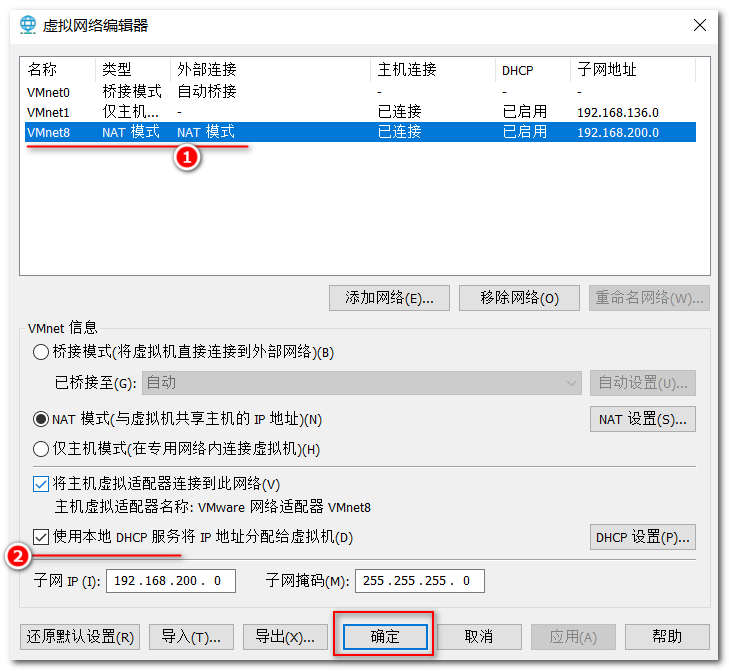 虚拟网络编辑器
名称 类型 外部连接 主机连接 DHCP 子网地址
VMnet0 桥接模式 自动桥接 - - -
VMnet1 仅主机... - 已连接 已启用 192.168.136.0
VMnet8 NAT 模式 NAT 模式 已连接 已启用 192.168.200.0
1
添加网络(E)... 移除网络(O) 重命名网络(W)...
VMnet 信息
桥接模式(将虚拟机直接连接到外部网络)(B)
已桥接至(G): 自动 自动设置(U)...
NAT 模式(与虚拟机共享主机的 IP 地址)(N) NAT 设置(S)...
仅主机模式(在专用网络内连接虚拟机)(H)
将主机虚拟适配器连接到此网络(V)
主机虚拟适配器名称: VMware 网络适配器 VMnet8
使用本地 DHCP 服务将 IP 地址分配给虚拟机(D) DHCP 设置(P)...
2
子网 IP (I): 192.168.200. 0 子网掩码(M): 255.255.255. 0
还原默认设置(R) 导入(T)... 导出(X)... 确定 取消 应用(A) 帮助